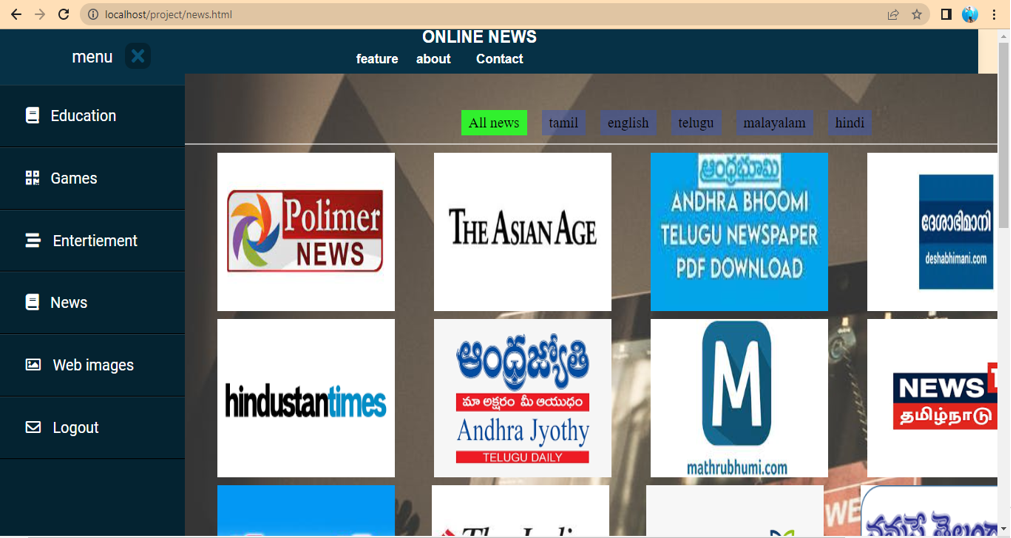 localhost/project/news.html
ONLINE NEWS
feature about Contact
menu
Education
Games
Entertiement
News
Web images
Logout
All news tamil english telugu malayalam hindi
Polimer
NEWS
THE ASIAN AGE
ఆంధ్రభూమి
ANDHRA BHOOMI
TELUGU NEWSPAPER
PDF DOWNLOAD
ദേശാഭിമാനി
deshabhimani.com
hindustantimes
ఆంధ్రజ్యోతి
మా అక్షరం మీ ఆయుధం
Andhra Jyothy
TELUGU DAILY
M
mathrubhumi.com
NEWS
தமிழ்நாடு
WE
నమస్తే